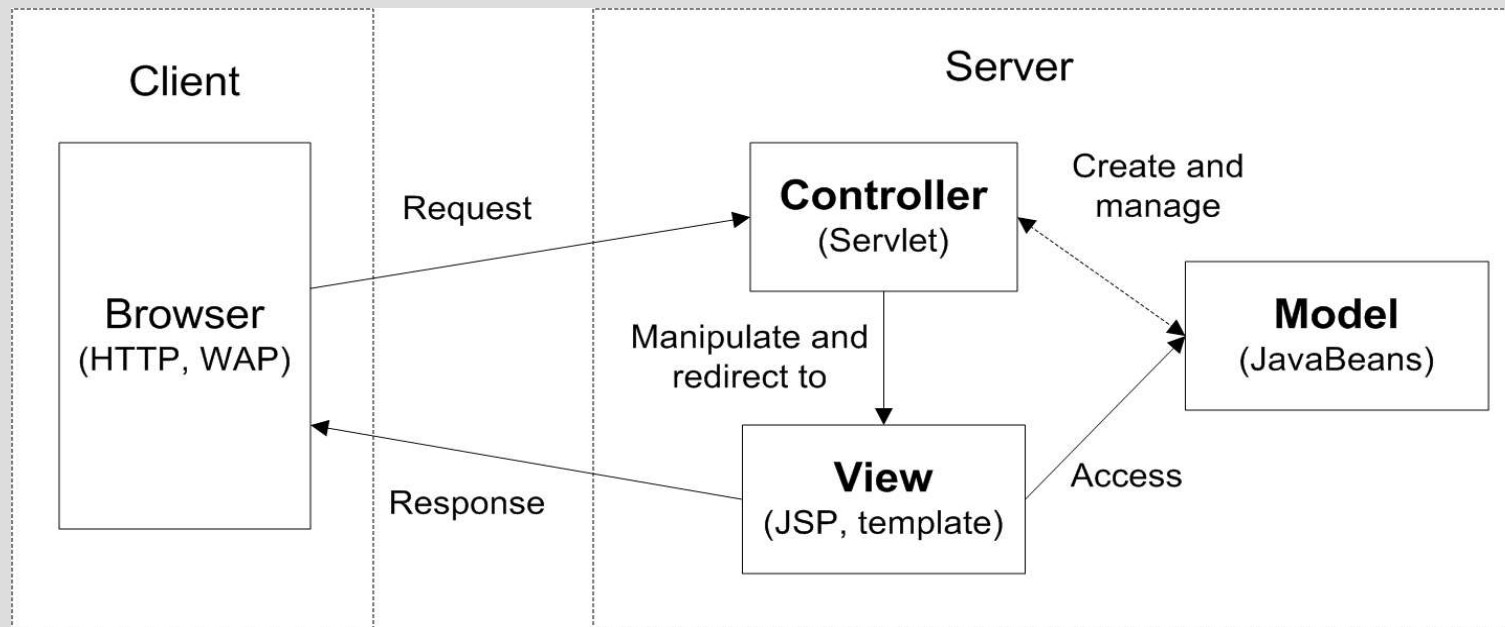 Client
Server
Browser
(HTTP, WAP)
Request
Controller
(Servlet)
Create and
manage
Model
(JavaBeans)
Manipulate and
redirect to
View
(JSP, template)
Access
Response